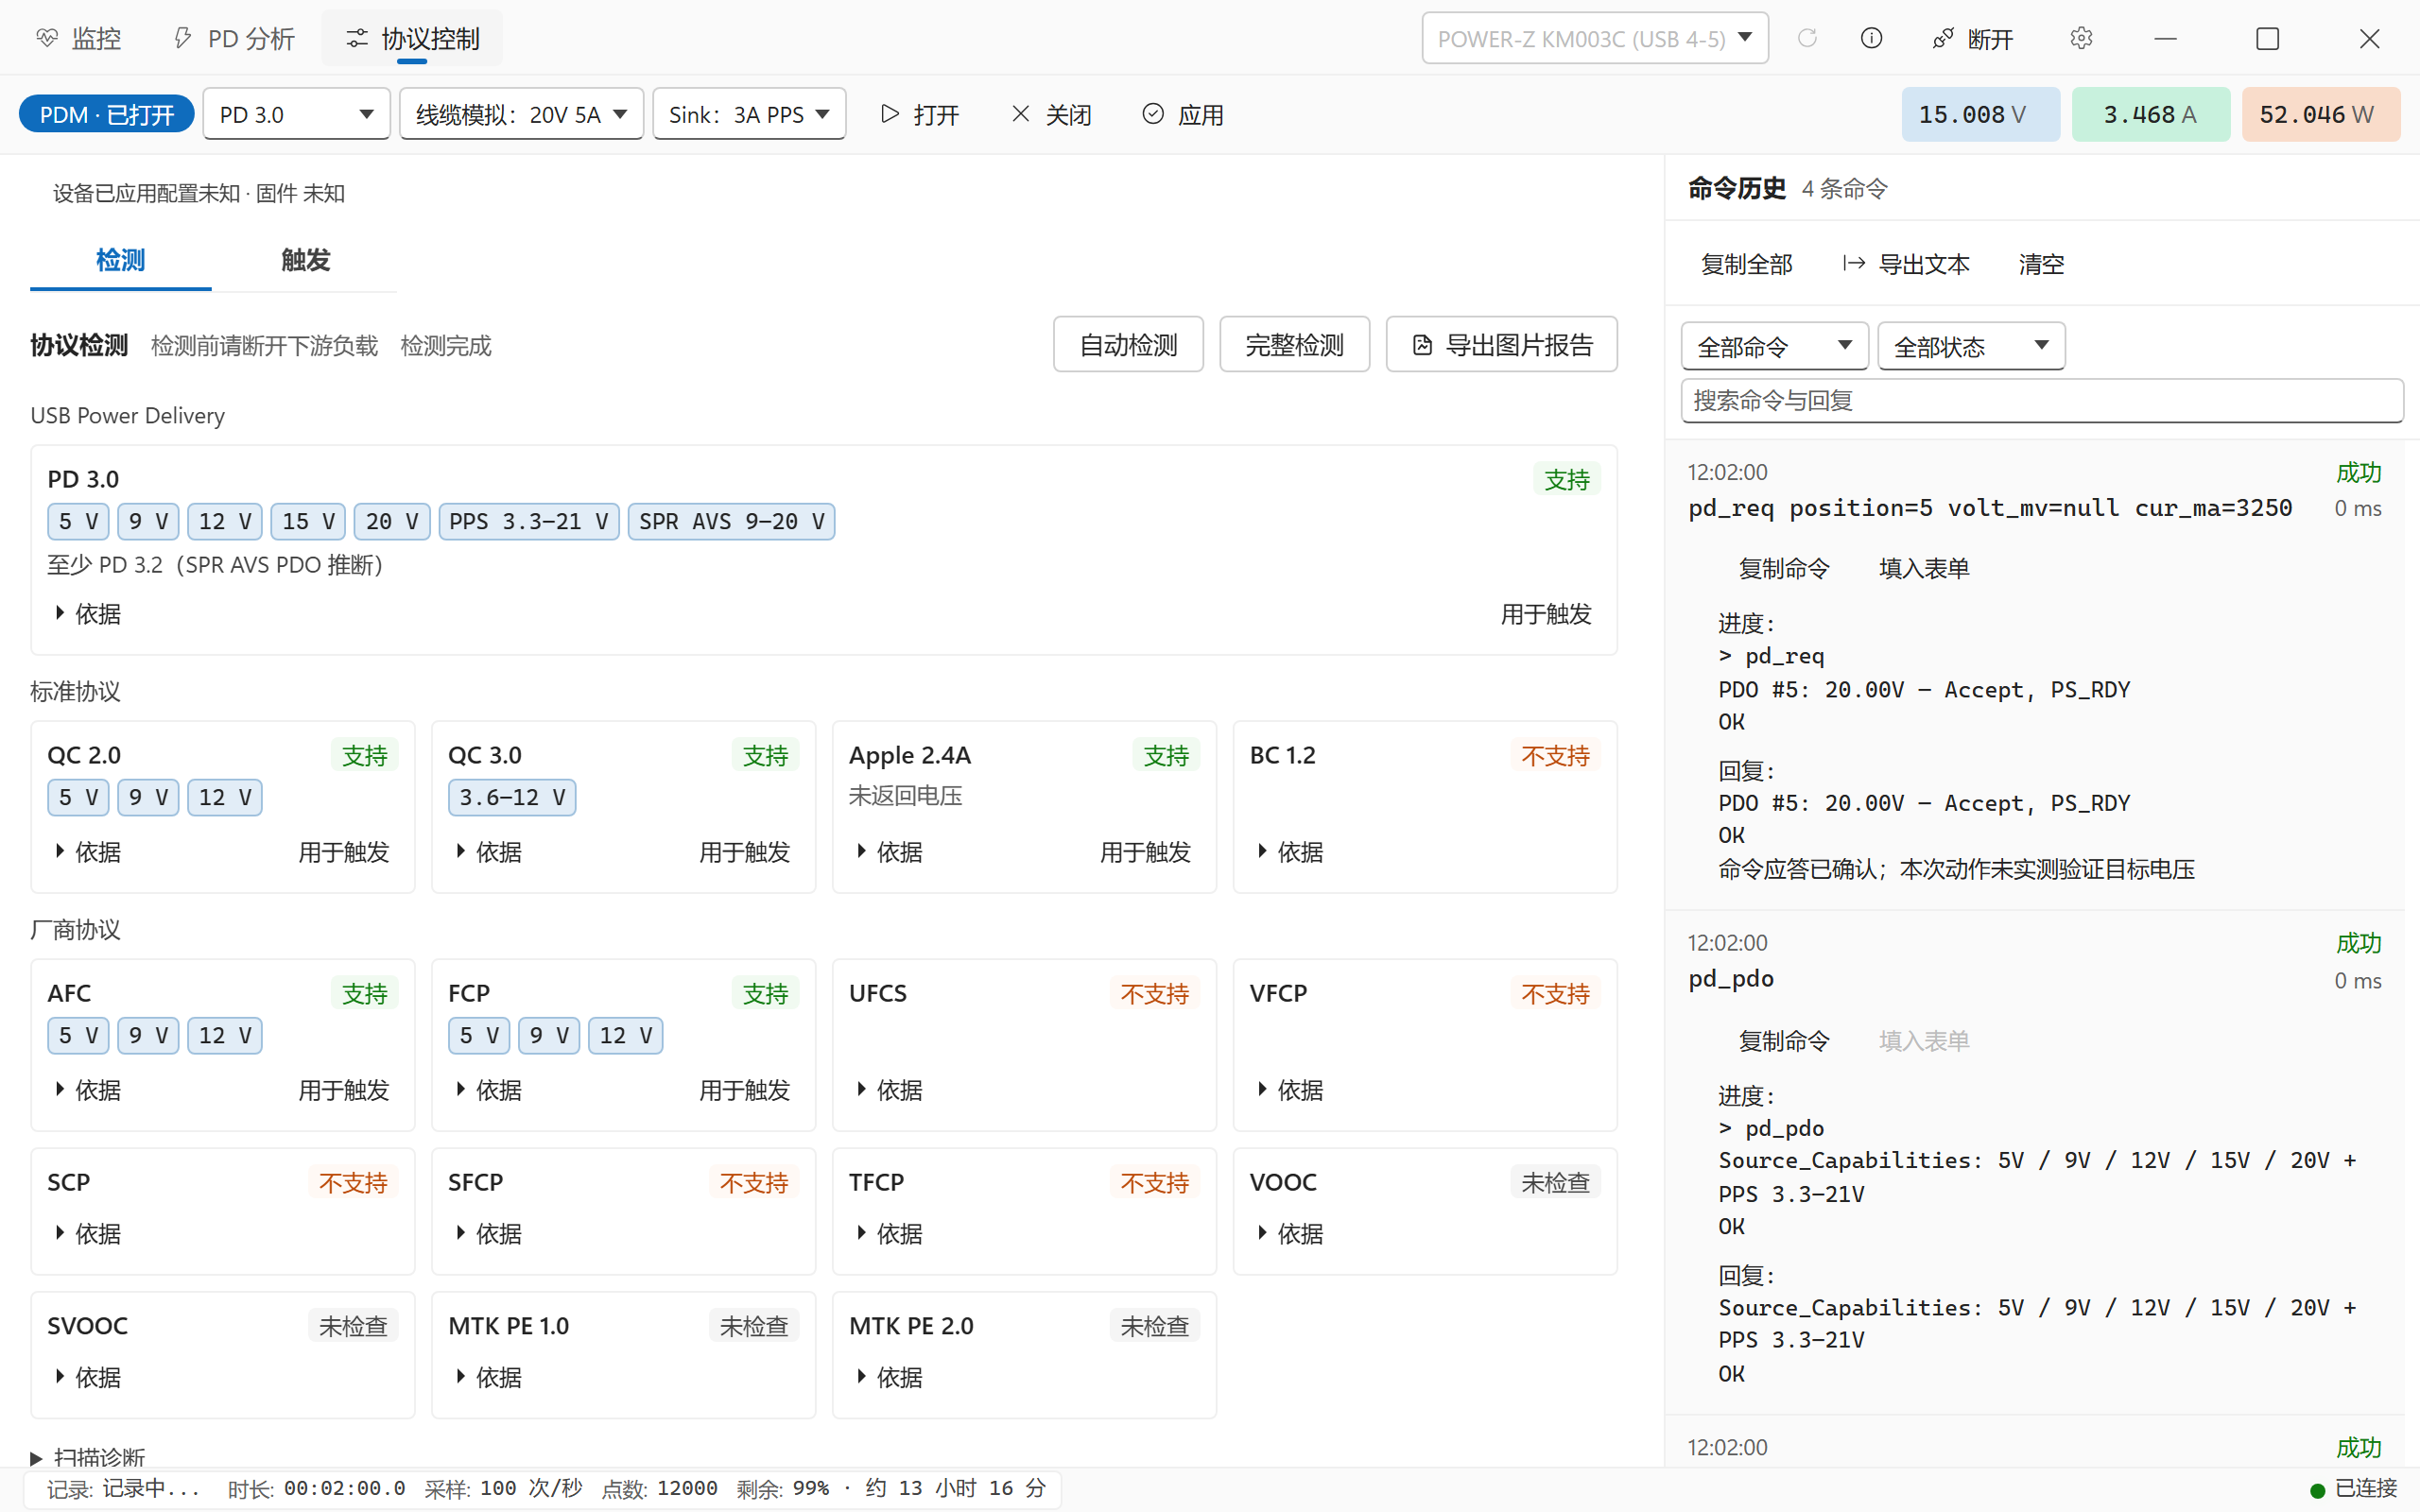 监控 PD 分析 协议控制 POWER-Z KM003C (USB 4-5) 断开
PDM · 已打开 PD 3.0 线缆模拟：20V 5A Sink：3A PPS 打开 关闭 应用 15.008 V 3.468 A 52.046 W
设备已应用配置未知 · 固件 未知
检测 触发
协议检测 检测前请断开下游负载 检测完成 自动检测 完整检测 导出图片报告
USB Power Delivery
PD 3.0 支持
5 V 9 V 12 V 15 V 20 V PPS 3.3–21 V SPR AVS 9–20 V
至少 PD 3.2（SPR AVS PDO 推断）
依据 用于触发
标准协议
QC 2.0 支持 QC 3.0 支持 Apple 2.4A 支持 BC 1.2 不支持
5 V 9 V 12 V 3.6–12 V 未返回电压
依据 用于触发 依据 用于触发 依据 用于触发 依据
厂商协议
AFC 支持 FCP 支持 UFCS 不支持 VFCP 不支持
5 V 9 V 12 V 5 V 9 V 12 V
依据 用于触发 依据 用于触发 依据 依据
SCP 不支持 SFCP 不支持 TFCP 不支持 VOOC 未检查
依据 依据 依据 依据
SVOOC 未检查 MTK PE 1.0 未检查 MTK PE 2.0 未检查
依据 依据 依据
扫描诊断
命令历史 4 条命令
复制全部 导出文本 清空
全部命令 全部状态
搜索命令与回复
12:02:00 成功
pd_req position=5 volt_mv=null cur_ma=3250 0 ms
复制命令 填入表单
进度:
> pd_req
PDO #5: 20.00V — Accept, PS_RDY
OK
回复:
PDO #5: 20.00V — Accept, PS_RDY
OK
命令应答已确认；本次动作未实测验证目标电压
12:02:00 成功
pd_pdo 0 ms
复制命令 填入表单
进度:
> pd_pdo
Source_Capabilities: 5V / 9V / 12V / 15V / 20V +
PPS 3.3–21V
OK
回复:
Source_Capabilities: 5V / 9V / 12V / 15V / 20V +
PPS 3.3–21V
OK
12:02:00 成功
记录: 记录中... 时长: 00:02:00.0 采样: 100 次/秒 点数: 12000 剩余: 99% · 约 13 小时 16 分 已连接